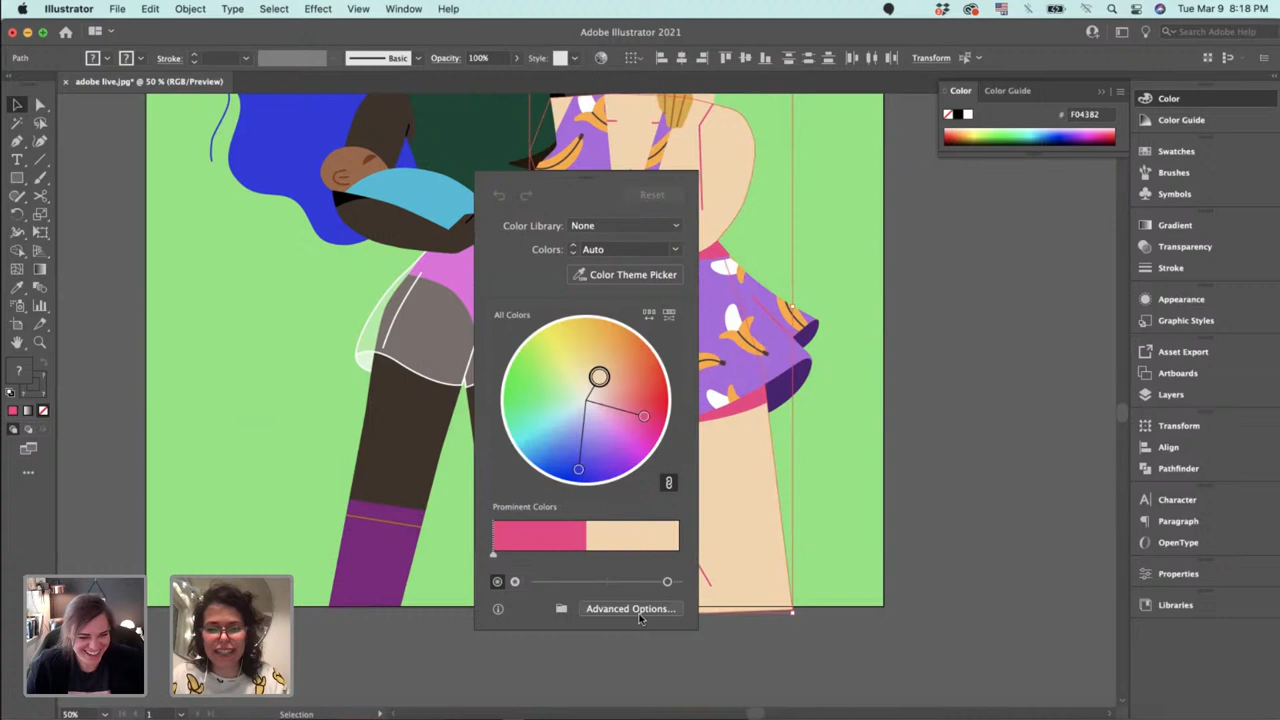 Illustrator File Edit Object Type Select Effect View Window Help
Tue Mar 9 8:18 PM
Adobe Illustrator 2021
Search Adobe Help
Path
?
?
Stroke:
Basic
Opacity: 100%
Style:
Transform
× adobe live.jpg* @ 50 % (RGB/Preview)
Color
Color Guide
# F04382
Color
Color Guide
Swatches
Brushes
Symbols
Gradient
Transparency
Stroke
Appearance
Graphic Styles
Asset Export
Artboards
Layers
Transform
Align
Pathfinder
Character
Paragraph
OpenType
Properties
Libraries
Reset
Color Library: None
Colors: Auto
Color Theme Picker
All Colors
Prominent Colors
Advanced Options...
?
50%
1
Selection